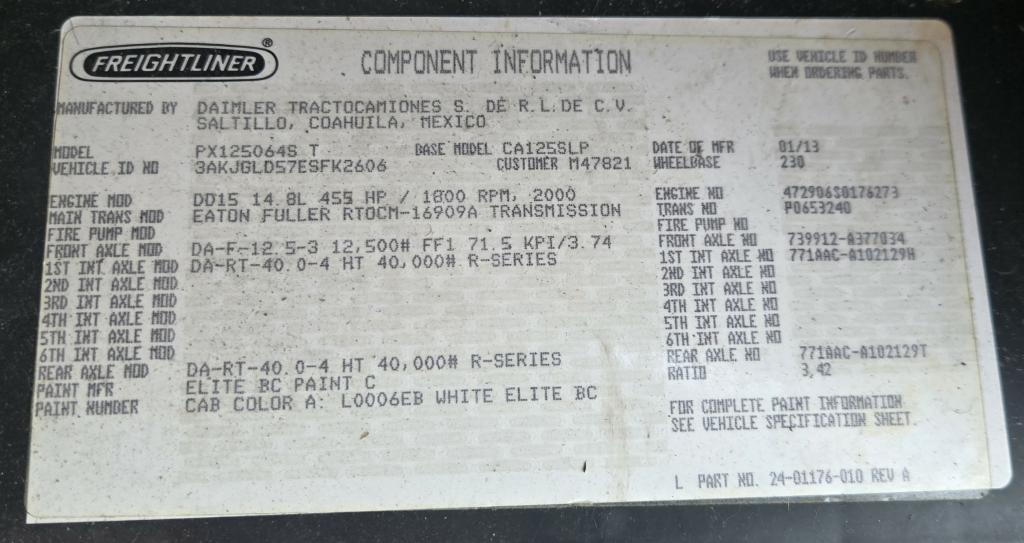 FREIGHTLINER®
COMPONENT INFORMATION
USE VEHICLE ID NUMBER
WHEN ORDERING PARTS.
MANUFACTURED BY DAIMLER TRACTOCAMIONES S. DE R.L.DE C.V.
SALTILLO, COAHUILA, MEXICO
MODEL PX125064S T BASE MODEL CA125SLP DATE OF MFR 01/13
VEHICLE ID NO 3AKJGLD57ESFK2606 CUSTOMER M47821 WHEELBASE 230
ENGINE MOD DD15 14.8L 455 HP / 1800 RPM, 2000 ENGINE NO 472906S0176273
MAIN TRANS MOD EATON FULLER RTOCM-16909A TRANSMISSION TRANS NO P0653240
FIRE PUMP MOD FIRE PUMP NO
FRONT AXLE MOD DA-F-12.5-3 12,500# FF1 71.5 KPI/3.74 FRONT AXLE NO 739912-A377034
1ST INT AXLE MOD DA-RT-40.0-4 HT 40,000# R-SERIES 1ST INT AXLE NO 771AAC-A102129H
2ND INT AXLE MOD 2ND INT AXLE NO
3RD INT AXLE MOD 3RD INT AXLE NO
4TH INT AXLE MOD 4TH INT AXLE NO
5TH INT AXLE MOD 5TH INT AXLE NO
6TH INT AXLE MOD 6TH INT AXLE NO
REAR AXLE MOD DA-RT-40.0-4 HT 40,000# R-SERIES REAR AXLE NO 771AAC-A102129T
PAINT MFR ELITE BC PAINT C RATIO 3,42
PAINT NUMBER CAB COLOR A: L0006EB WHITE ELITE BC
FOR COMPLETE PAINT INFORMATION
SEE VEHICLE SPECIFICATION SHEET.
L PART NO. 24-01176-010 REV A